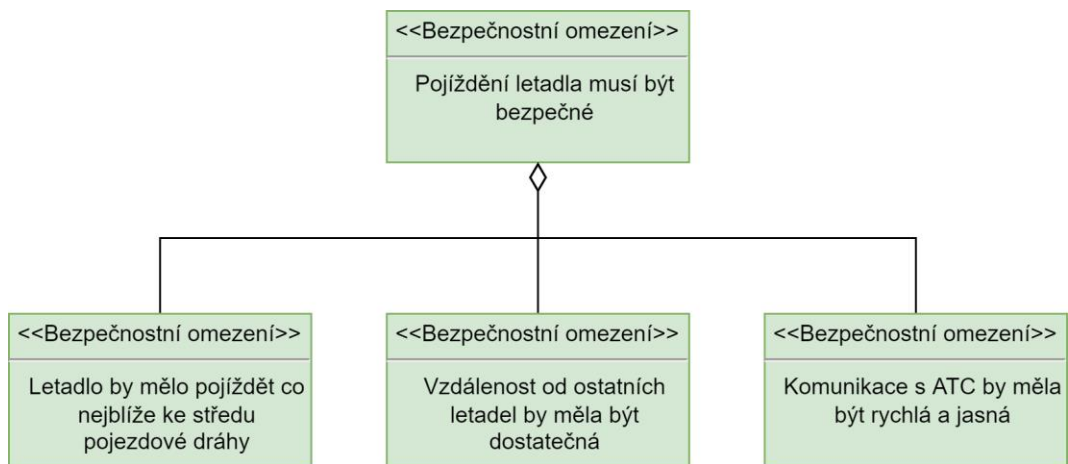 <<Bezpečnostní omezení>>
Pojíždění letadla musí být
bezpečné
<<Bezpečnostní omezení>>
Letadlo by mělo pojíždět co
nejblíže ke středu
pojezdové dráhy
<<Bezpečnostní omezení>>
Vzdálenost od ostatních
letadel by měla být
dostatečná
<<Bezpečnostní omezení>>
Komunikace s ATC by měla
být rychlá a jasná